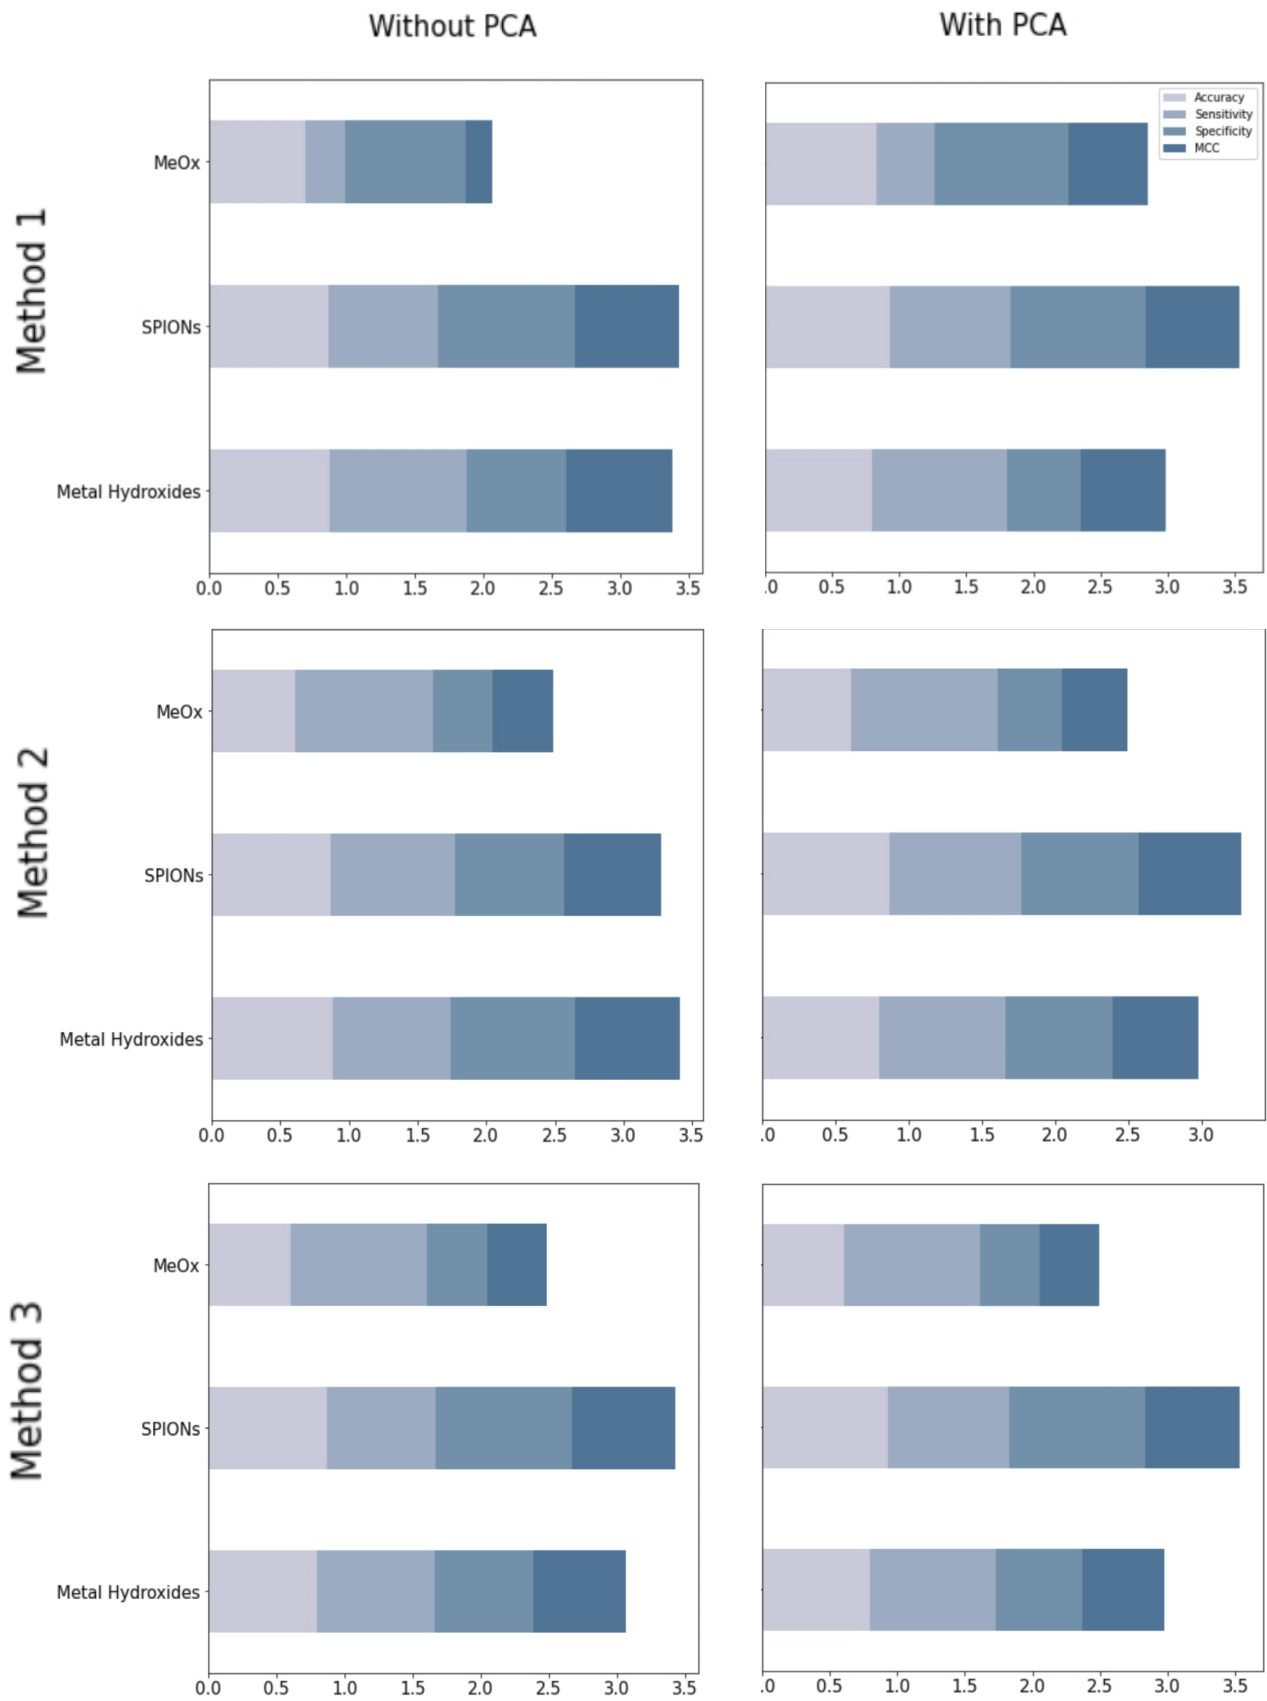 Without PCA
With PCA
Method 1
MeOx
SPIONs
Metal Hydroxides
0.0 0.5 1.0 1.5 2.0 2.5 3.0 3.5
Accuracy
Sensitivity
Specificity
MCC
.0 0.5 1.0 1.5 2.0 2.5 3.0 3.5
Method 2
MeOx
SPIONs
Metal Hydroxides
0.0 0.5 1.0 1.5 2.0 2.5 3.0 3.5
.0 0.5 1.0 1.5 2.0 2.5 3.0
Method 3
MeOx
SPIONs
Metal Hydroxides
0.0 0.5 1.0 1.5 2.0 2.5 3.0 3.5
.0 0.5 1.0 1.5 2.0 2.5 3.0 3.5